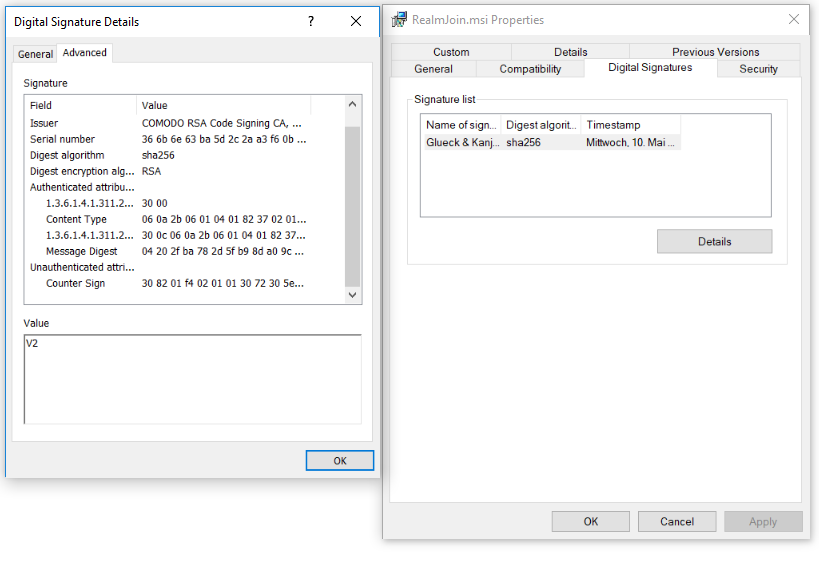 Digital Signature Details
?
General
Advanced
Signature
Field Value
Issuer COMODO RSA Code Signing CA, ...
Serial number 36 6b 6e 63 ba 5d 2c 2a a3 f6 0b ...
Digest algorithm sha256
Digest encryption alg... RSA
Authenticated attribu...
1.3.6.1.4.1.311.2... 30 00
Content Type 06 0a 2b 06 01 04 01 82 37 02 01...
1.3.6.1.4.1.311.2... 30 0c 06 0a 2b 06 01 04 01 82 37...
Message Digest 04 20 2f ba 78 2d 5f b9 8d a0 9c ...
Unauthenticated attri...
Counter Sign 30 82 01 f4 02 01 01 30 72 30 5e...
Value
V2
OK
RealmJoin.msi Properties
Custom Details Previous Versions
General Compatibility Digital Signatures Security
Signature list
Name of sign... Digest algorit... Timestamp
Glueck & Kanj... sha256 Mittwoch, 10. Mai ...
Details
OK Cancel Apply